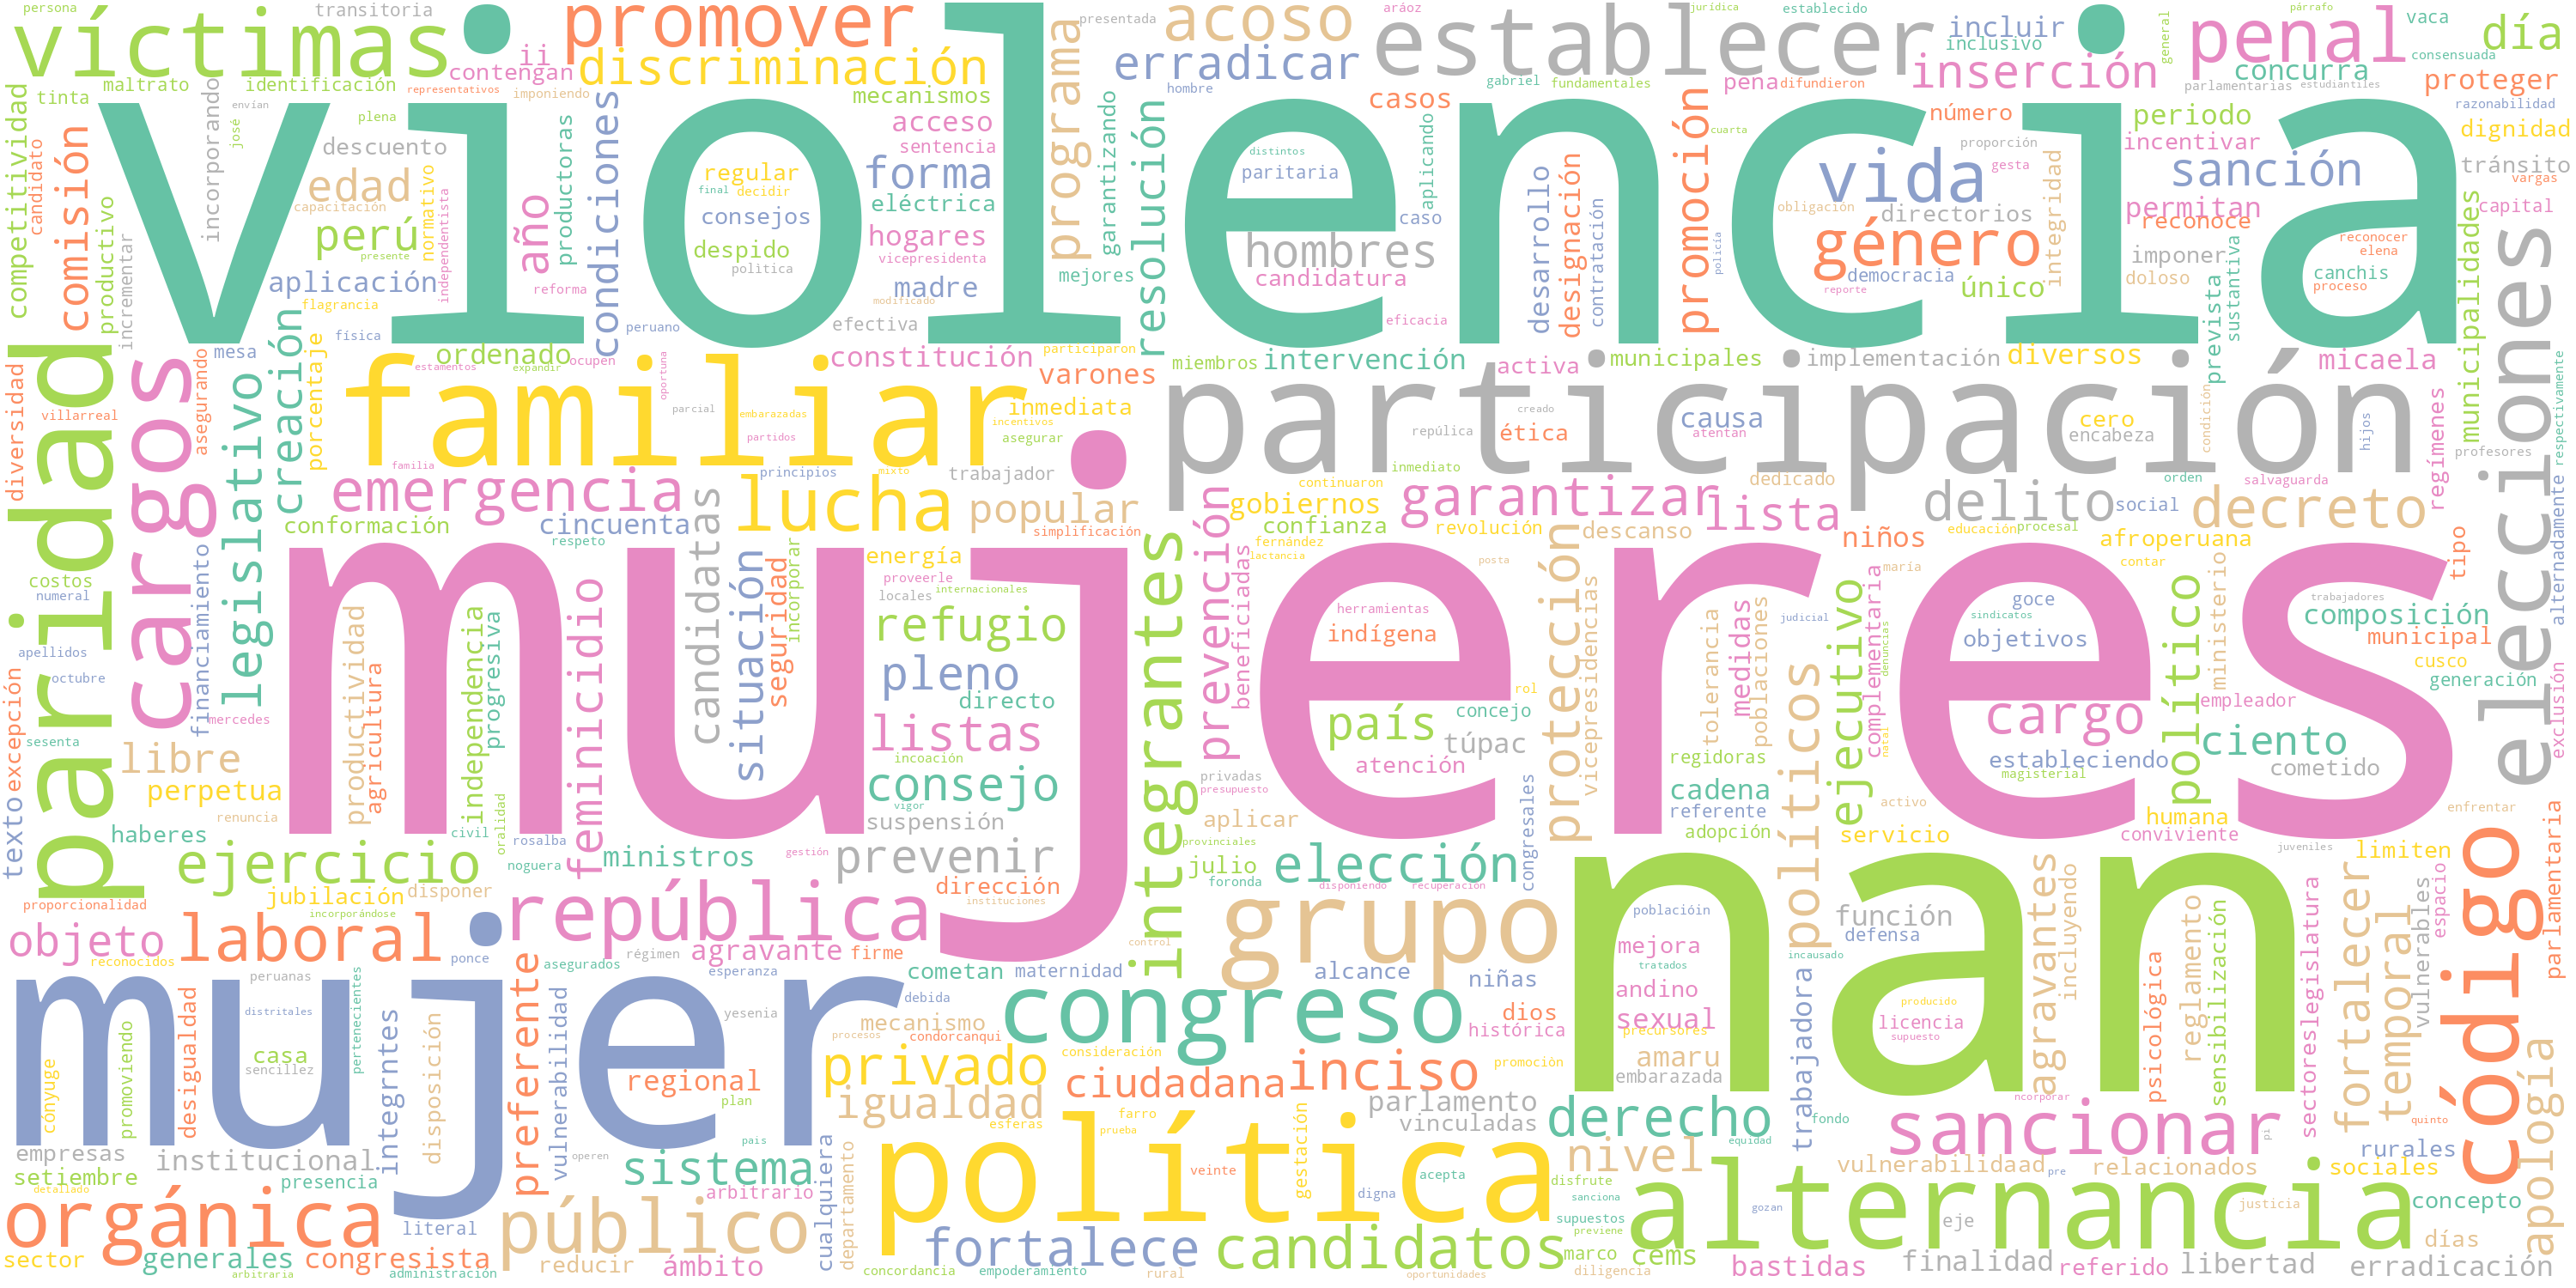 persona
transitoria
víctimas
promover
presentada
acoso
aráoz
establecer
jurídica
establecido
incluir
inclusivo
general
penal
párrafo
vaca
día
consensuada
ii
contengan
discriminación
programa
erradicar
inserción
concurra
proteger
maltrato
identificación
representativos
imponiendo
tinta
mecanismos
hombre
casos
gabriel
fundamentales
pena
difundieron
parlamentarias
estudiantiles
razonabilidad
competitividad
candidato
comisión
productivo
incorporando
josé
envían
plena
violencia
descuento
edad
capacitación
perú
normativo
independentista
año
productoras
condiciones
acceso
sentencia
forma
regular
final
decidir
consejos
despido
política
eléctrica
hogares
vicepresidenta
madre
modificado
garantizando
mejores
resolución
distintos
paritaria
hombres
candidatura
aplicando
caso
eficacia
desarrollo
designación
contratación
promoción
cuarta
policía
número
proporción
gesta
vida
obligación
directorios
género
democracia
reporte
integridad
único
periodo
incentivar
sanción
permitan
reconoce
imponer
doloso
dignidad
tránsito
vargas
capital
municipalidades
reconocer
elena
canchis
proceso
prevista
sustantiva
incrementar
aplicación
presente
flagrancia
física
reforma
peruano
efectiva
creación
porcentaje
ordenado
ocupen
estamentos
expandir
oportuna
constitución
participaron
varones
miembros
intervención
activa
municipales
implementación
diversos
micaela
elecciones
respectivamente
alternadamente
diversidad
villarreal
paridad
cargos
asegurando
mesa
legislativo
familiar
parcial
embarazadas
partidos
inmediata
incentivos
asegurar
participación
repúlica
creado
ética
causa
atentan
cero
encabeza
condición
hijos
regímenes
profesores
familia
emergencia
principios
mixto
lucha
trabajador
popular
simplificación
conformación
cincuenta
respeto
candidatas
situación
seguridad
incorporar
energía
prevención
gobiernos
continuaron
inmediato
confianza
fernández
lactancia
garantizar
revolución
dedicado
lista
descanso
delito
social
orden
salvaguarda
decreto
niños
educación
procesal
afroperuana
contar
costos
numeral
financiamiento
mujeres
productividad
agricultura
independencia
progresiva
feminicidio
proveerle
locales
internacionales
refugio
pleno
directo
listas
incoación
consejo
vigor
suspensión
integrantes
beneficiadas
herramientas
indígena
país
concejo
rol
túpac
atención
posta
protección
vicepresidencias
tolerancia
medidas
poblaciones
judicial
regidoras
políticos
ejecutivo
complementaria
maría
denuncias
natal
sindicatos
goce
objetivos
cargo
estableciendo
magisterial
político
ministerio
tipo
trabajadores
composición
municipal
cusco
generación
empleador
ciento
cometido
exclusión
apellidos
octubre
excepción
sesenta
mercedes
texto
libre
perpetua
renuncia
haberes
civil
oralidad
rosalba
noguera
ejercicio
ministros
gestión
prevenir
privadas
presupuesto
aplicar
provinciales
congresales
cadena
referente
adopción
activo
servicio
humana
conviviente
enfrentar
juveniles
limiten
parlamentaria
espacio
proporcionalidad
jubilación
disponer
incorporándose
república
dirección
instituciones
julio
foronda
elección
disponiendo
recuperación
nan
poblacióin
función
defensa
incausado
agravantes
incluyendo
reglamento
psicológica
sensibilización
sectoreslegislatura
fortalecer
temporal
vulnerables
código
objeto
reconocidos
laboral
ponce
preferente
asegurados
régimen
agravante
firme
esperanza
cometan
maternidad
control
grupo
alcance
niñas
mejora
tratados
andino
sexual
precursores
dios
histórica
mujer
peruanas
distritales
cónyuge
promoviendo
desigualdad
casa
sencillez
pertenecientes
integrntes
disposición
vulnerabilidad
yesenia
debida
mecanismo
procesos
condorcanqui
regional
plan
privado
consideración
congreso
ciudadana
inciso
promoción
amaru
embarazada
trabajadora
licencia
producido
supuesto
apología
igualdad
esferas
farro
prueba
parlamento
vinculadas
derecho
equidad
fondo
sancionar
pi
ncorporar
quinto
rurales
empresas
setiembre
detallado
institucional
presencia
operen
pais
sistema
arbitrario
cualquiera
departamento
política
veinte
gestación
digna
acepta
disfrute
nivel
sanciona
supuestos
previene
vulnerabilidaad
pre
relacionados
sociales
alternancia
gozan
justicia
eje
concepto
orgánica
literal
público
sector
generales
arbitraria
congresista
administración
reducir
ámbito
concordancia
fortalece
empoderamiento
rural
candidatos
oportunidades
marco
diligencia
cems
bastidas
finalidad
referido
libertad
días
erradicación